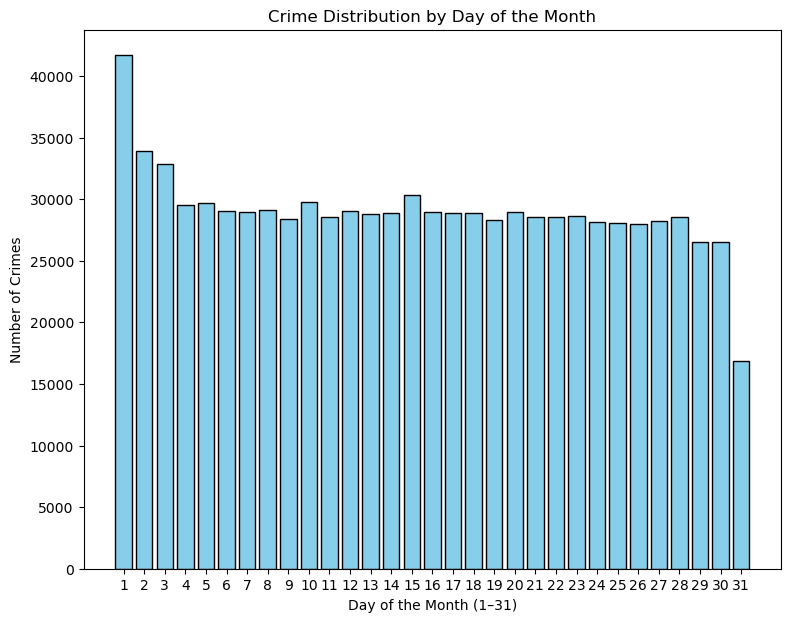 Crime Distribution by Day of the Month
Number of Crimes
40000
35000
30000
25000
20000
15000
10000
5000
0
1 2 3 4 5 6 7 8 9 10 11 12 13 14 15 16 17 18 19 20 21 22 23 24 25 26 27 28 29 30 31
Day of the Month (1–31)